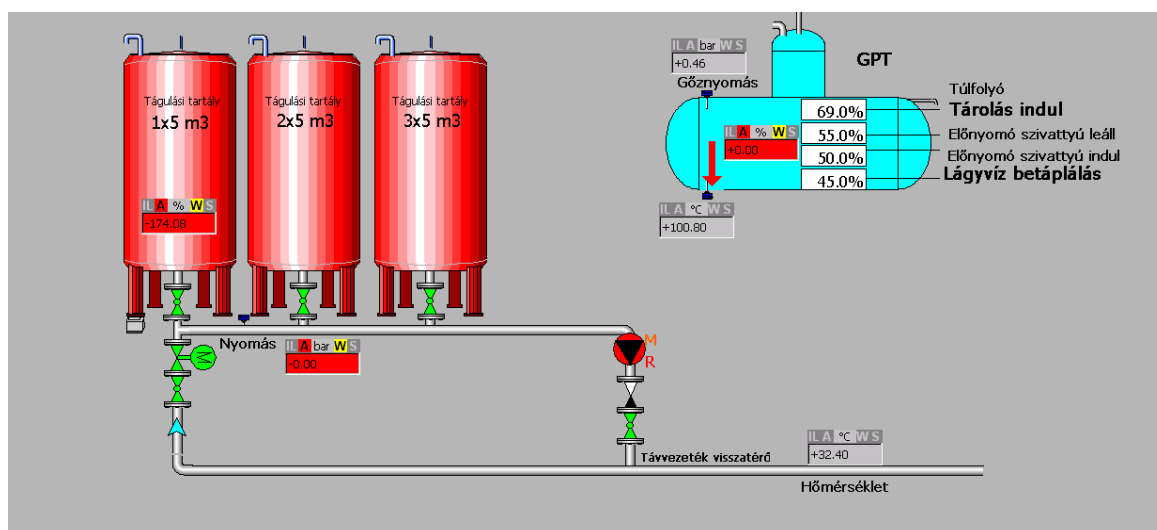 IL A bar W S
+0.46
Gőznyomás
GPT
Túlfolyó
Tárolás indul
Előnyomó szivattyú leáll
Előnyomó szivattyú indul
Lágyvíz betáplálás
69.0%
55.0%
50.0%
45.0%
IL A % W S
+0.00
IL A °C W S
+100.80
Tágulási tartály
1x5 m3
Tágulási tartály
2x5 m3
Tágulási tartály
3x5 m3
IL A % W S
-174.08
Nyomás
IL A bar W S
-0.00
M
M
R
Távvezeték visszatérő
IL A °C W S
+32.40
Hőmérséklet